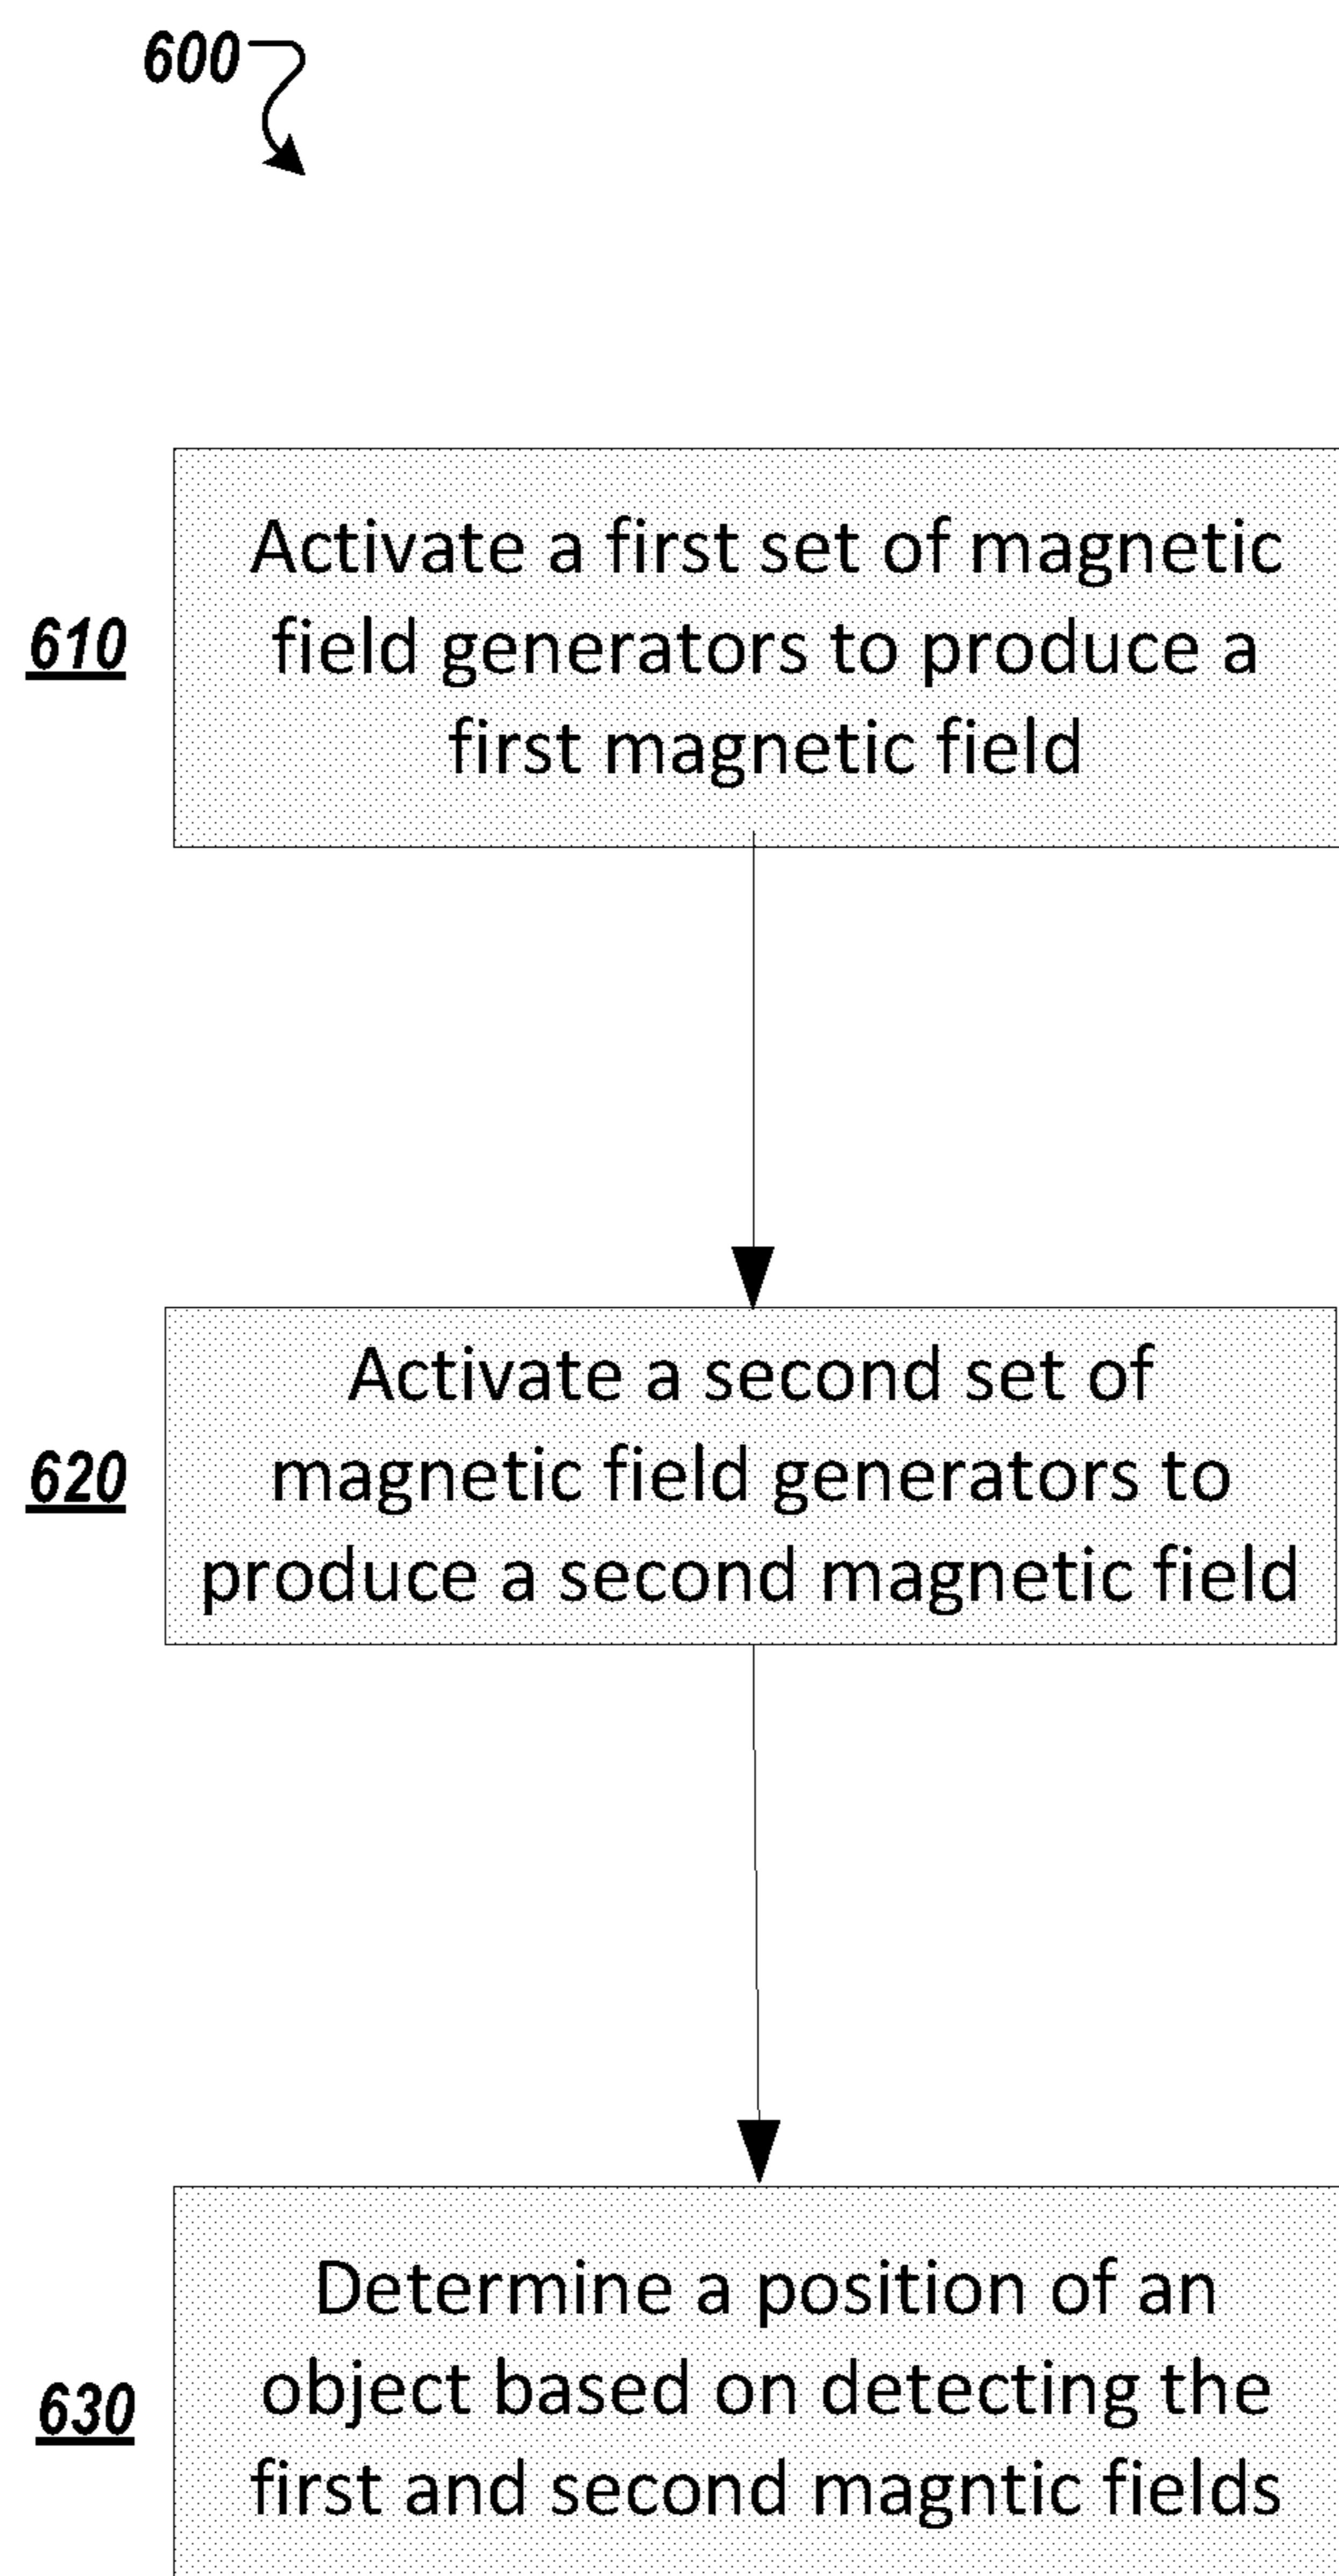 600
Activate a first set of magnetic
field generators to produce a
first magnetic field
610
Activate a second set of
magnetic field generators to
produce a second magnetic field
620
Determine a position of an
object based on detecting the
first and second magntic fields
630